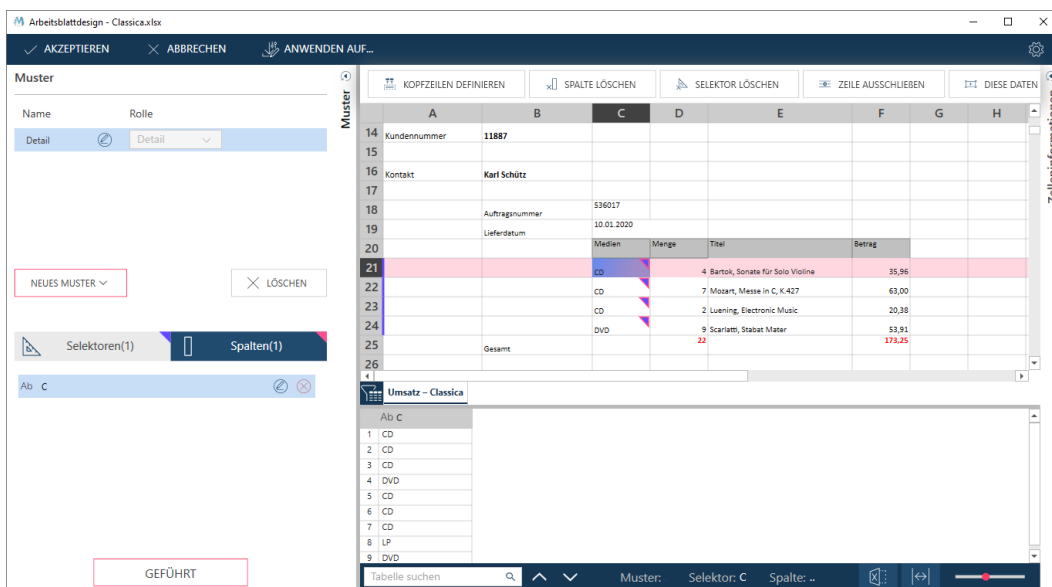 Arbeitsblattdesign - Classica.xlsx
AKZEPTIEREN ABBRECHEN ANWENDEN AUF...
Muster
Name Rolle
Detail Detail
NEUES MUSTER LÖSCHEN
Selektoren(1) Spalten(1)
Ab C
GEFÜHRT
Muster
KOPFZEILEN DEFINIEREN SPALTE LÖSCHEN SELEKTOR LÖSCHEN ZEILE AUSSCHLIEBEN DIESE DATEN
Zelleninformationen
A B C D E F G H
14 Kundennummer 11887
15
16 Kontakt Karl Schütz
17
18 Auftragsnummer 536017
19 Lieferdatum 10.01.2020
20 Medien Menge Titel Betrag
21 CD 4 Bartok, Sonate für Solo Violine 35,96
22 CD 7 Mozart, Messe in C, K.427 63,00
23 CD 2 Luening, Electronic Music 20,38
24 DVD 9 Scarlatti, Stabat Mater 53,91
25 Gesamt 22 173,25
26
Umsatz – Classica
Ab C
1 CD
2 CD
3 CD
4 DVD
5 CD
6 CD
7 CD
8 LP
9 DVD
Tabelle suchen Muster: Selektor: C Spalte: ..